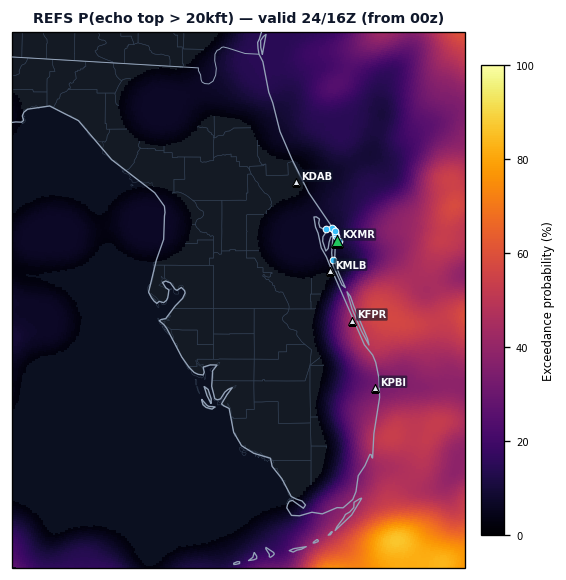 REFS P(echo top > 20kft) — valid 24/16Z (from 00z)
KDAB
KXMR
KMLB
KFPR
KPBI
100
80
60
40
20
0
Exceedance probability (%)